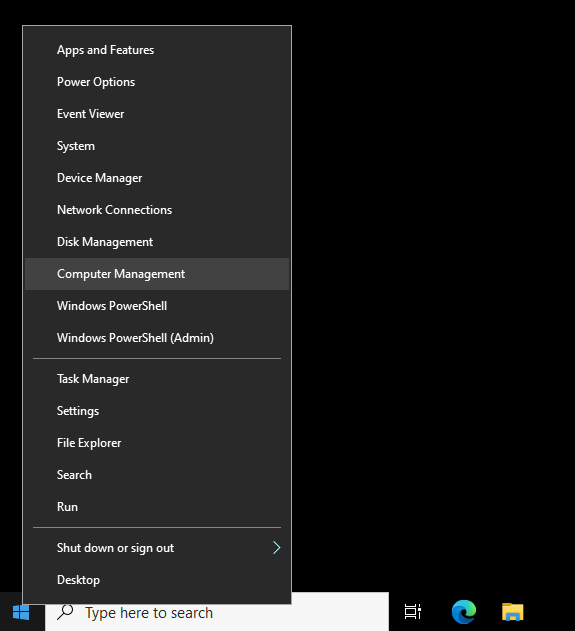 Apps and Features
Power Options
Event Viewer
System
Device Manager
Network Connections
Disk Management
Computer Management
Windows PowerShell
Windows PowerShell (Admin)
Task Manager
Settings
File Explorer
Search
Run
Shut down or sign out
Desktop
Type here to search